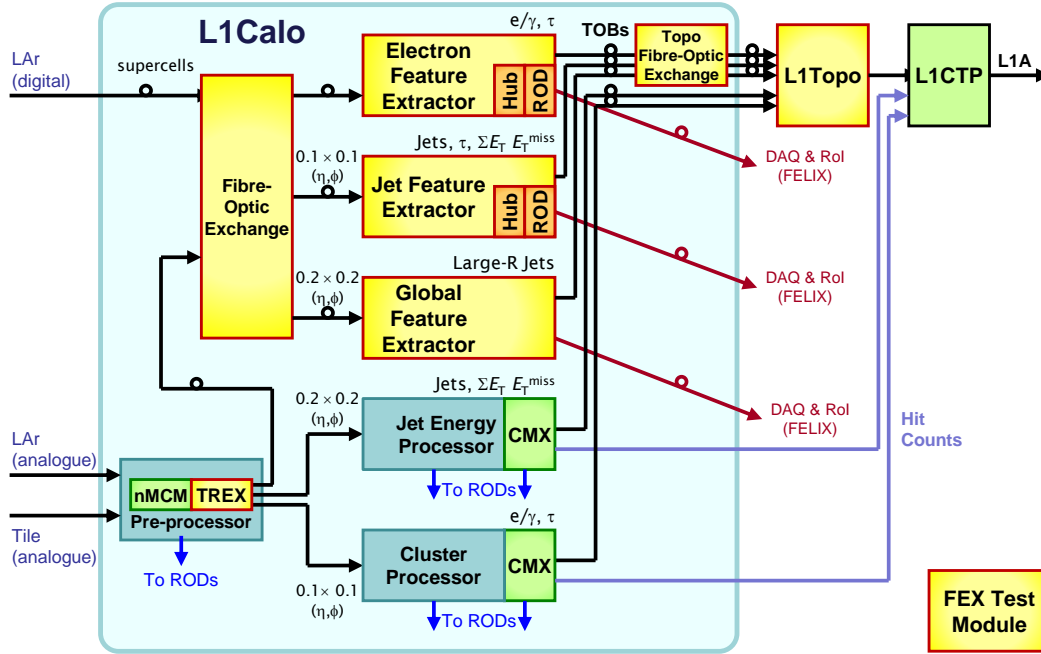 L1Calo
LAr
(digital)
supercells
Fibre-
Optic
Exchange
e/γ, τ
Electron
Feature
Extractor
Hub
ROD
TOBs
Topo
Fibre-Optic
Exchange
L1Topo
L1CTP
L1A
DAQ & RoI
(FELIX)
0.1 × 0.1
(η,ϕ)
Jets, τ, ΣE_T E_T^miss
Jet Feature
Extractor
Hub
ROD
DAQ & RoI
(FELIX)
0.2 × 0.2
(η,ϕ)
Large-R Jets
Global
Feature
Extractor
DAQ & RoI
(FELIX)
Hit
Counts
0.2 × 0.2
(η,ϕ)
Jets, ΣE_T E_T^miss
Jet Energy
Processor
CMX
To RODs
LAr
(analogue)
nMCM
TREX
Pre-processor
Tile
(analogue)
To RODs
e/γ, τ
Cluster
Processor
CMX
0.1 × 0.1
(η,ϕ)
To RODs
FEX Test
Module